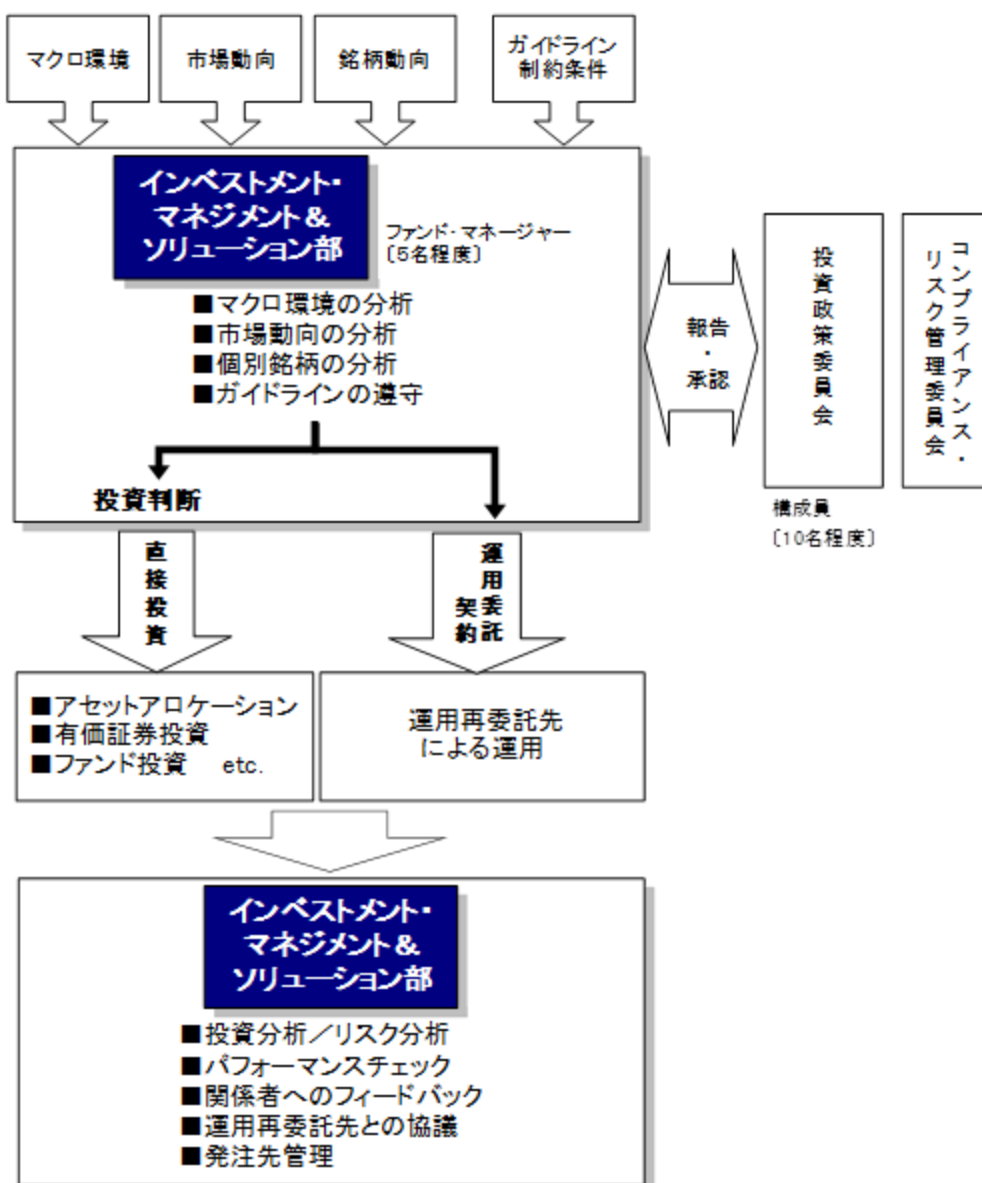 マクロ環境
市場動向
銘柄動向
ガイドライン
制約条件
インベストメント・
マネジメント&
ソリューション部
ファンド・マネージャー
〔5名程度〕
■マクロ環境の分析
■市場動向の分析
■個別銘柄の分析
■ガイドラインの遵守
投資判断
報告
・
承認
投資政策委員会
コンプライアンス・
リスク管理委員会
構成員
〔10名程度〕
直接投資
運用委託
契約
■アセットアロケーション
■有価証券投資
■ファンド投資 etc.
運用再委託先
による運用
インベストメント・
マネジメント&
ソリューション部
■投資分析/リスク分析
■パフォーマンスチェック
■関係者へのフィードバック
■運用再委託先との協議
■発注先管理